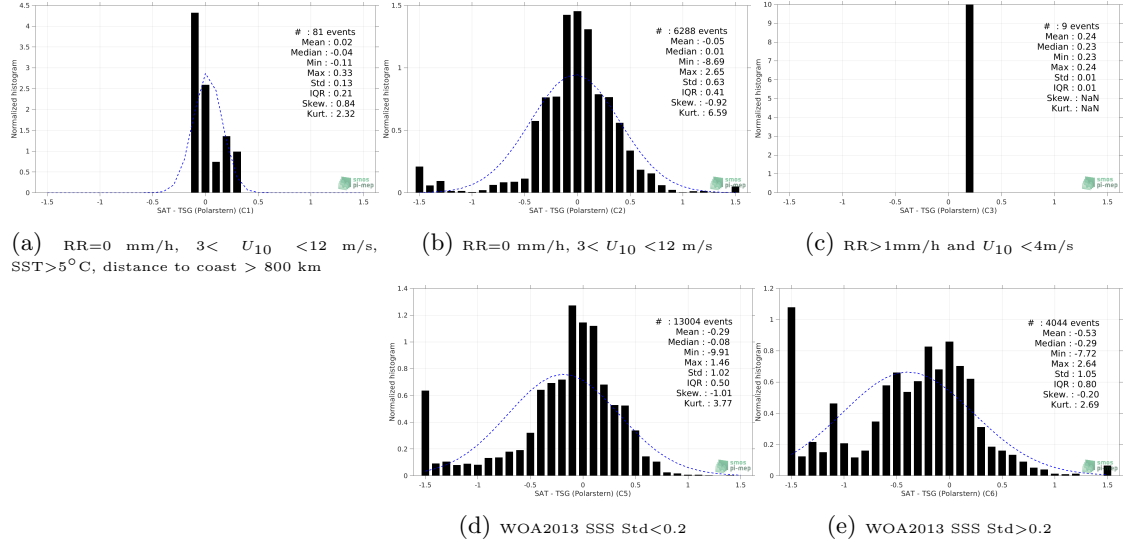 4.5
4
3.5
3
2.5
2
1.5
1
0.5
0
Normalized histogram
-1.5 -1 -0.5 0 0.5 1 1.5
SAT - TSG (Polarstern) (C1)
# : 81 events
Mean : 0.02
Median : -0.04
Min : -0.11
Max : 0.33
Std : 0.13
IQR : 0.21
Skew. : 0.84
Kurt. : 2.32
smos
pi-mep
(a) RR=0 mm/h, 3< U10 <12 m/s,
SST>5°C, distance to coast > 800 km
1.5
1
0.5
0
Normalized histogram
-1.5 -1 -0.5 0 0.5 1 1.5
SAT - TSG (Polarstern) (C2)
# : 6288 events
Mean : -0.05
Median : 0.01
Min : -8.69
Max : 2.65
Std : 0.63
IQR : 0.41
Skew. : -0.92
Kurt. : 6.59
smos
pi-mep
(b) RR=0 mm/h, 3< U10 <12 m/s
10
9
8
7
6
5
4
3
2
1
0
Normalized histogram
-1.5 -1 -0.5 0 0.5 1 1.5
SAT - TSG (Polarstern) (C3)
# : 9 events
Mean : 0.24
Median : 0.23
Min : 0.23
Max : 0.24
Std : 0.01
IQR : 0.01
Skew. : NaN
Kurt. : NaN
smos
pi-mep
(c) RR>1mm/h and U10 <4m/s
1.4
1.2
1
0.8
0.6
0.4
0.2
0
Normalized histogram
-1.5 -1 -0.5 0 0.5 1 1.5
SAT - TSG (Polarstern) (C5)
# : 13004 events
Mean : -0.29
Median : -0.08
Min : -9.91
Max : 1.46
Std : 1.02
IQR : 0.50
Skew. : -1.01
Kurt. : 3.77
smos
pi-mep
(d) WOA2013 SSS Std<0.2
1.2
1
0.8
0.6
0.4
0.2
0
Normalized histogram
-1.5 -1 -0.5 0 0.5 1 1.5
SAT - TSG (Polarstern) (C6)
# : 4044 events
Mean : -0.53
Median : -0.29
Min : -7.72
Max : 2.64
Std : 1.05
IQR : 0.80
Skew. : -0.20
Kurt. : 2.69
smos
pi-mep
(e) WOA2013 SSS Std>0.2